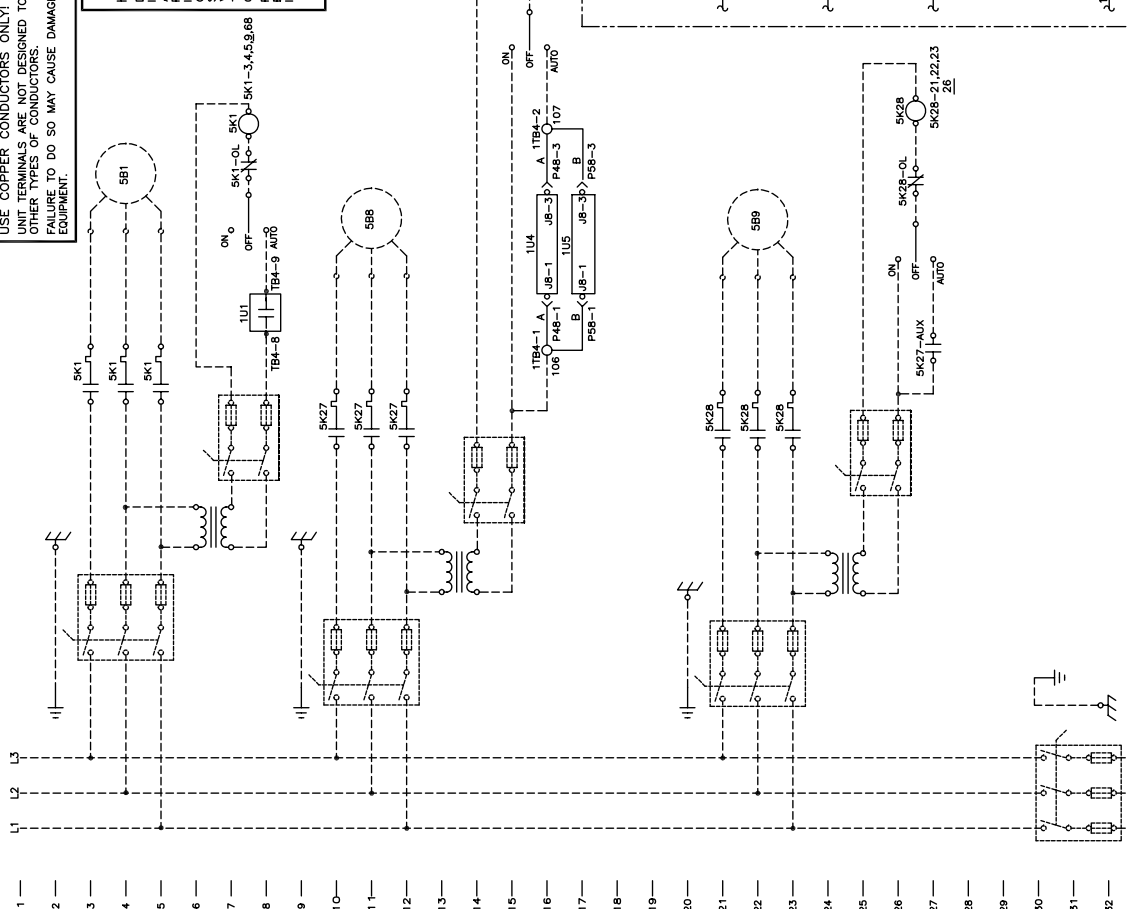 USE COPPER CONDUCTORS ONLY!
UNIT TERMINALS ARE NOT DESIGNED TO
OTHER TYPES OF CONDUCTORS.
FAILURE TO DO SO MAY CAUSE DAMAGE
EQUIPMENT.
L3
L2
L1
1
2
3
4
5
6
7
8
9
10
11
12
13
14
15
16
17
18
19
20
21
22
23
24
25
26
27
28
29
30
31
32
5K1
5K1
5K1
5B1
1U1
TB4-8
TB4-9
ON
OFF
AUTO
5K1-OL
5K1
5K1-3,4,5,9,68
5K27
5K27
5K27
5B8
1TB4-1
106
A
P48-1
B
P58-1
J8-1
1U4
J8-3
J8-1
1U5
J8-3
A
P48-3
B
P58-3
1TB4-2
107
ON
OFF
AUTO
5K28
5K28
5K28
5B9
5K27-AUX
ON
OFF
AUTO
5K28-OL
5K28
5K28-21,22,23
26